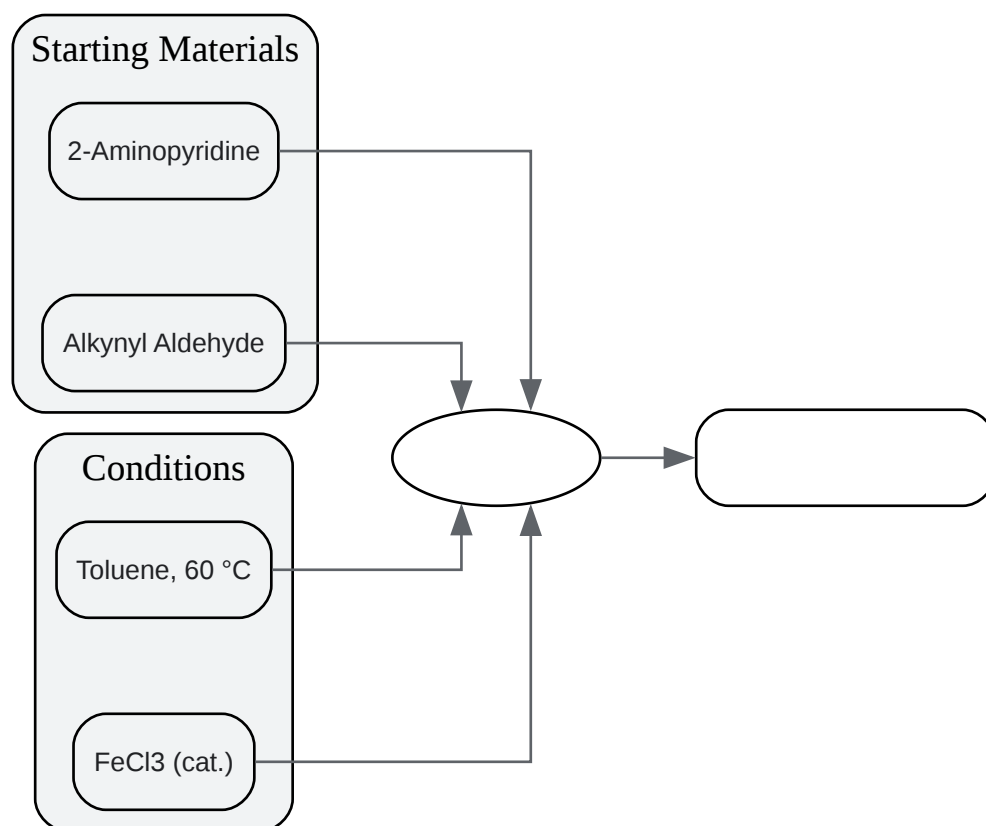 Starting Materials
2-Aminopyridine
Alkynyl Aldehyde
Conditions
Toluene, 60 °C
FeCl3 (cat.)